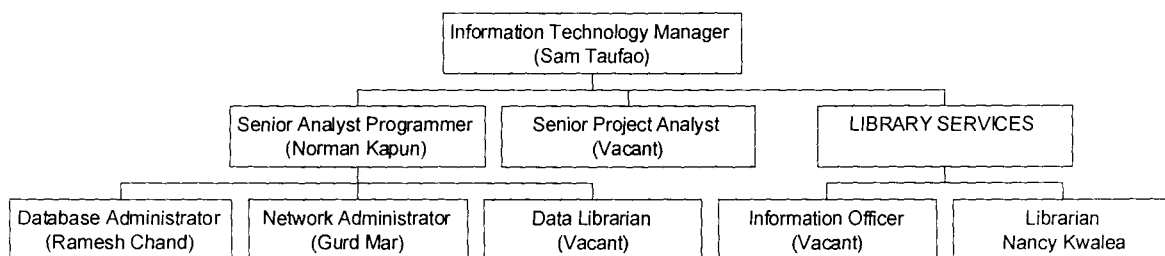 Information Technology Manager
(Sam Taufao)
Senior Analyst Programmer
(Norman Kapun)
Senior Project Analyst
(Vacant)
LIBRARY SERVICES
Database Administrator
(Ramesh Chand)
Network Administrator
(Gurd Mar)
Data Librarian
(Vacant)
Information Officer
(Vacant)
Librarian
Nancy Kwalea